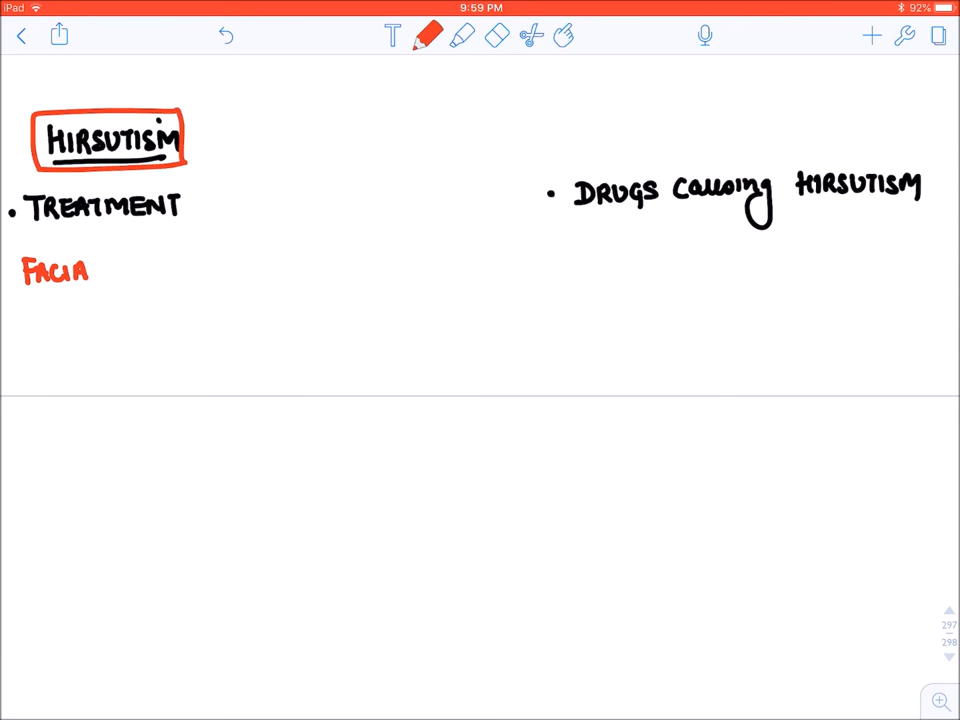 iPad 9:59 PM 92%
T
HIRSUTISM
• TREATMENT
• DRUGS Causing HIRSUTISM
FACIA
297
298